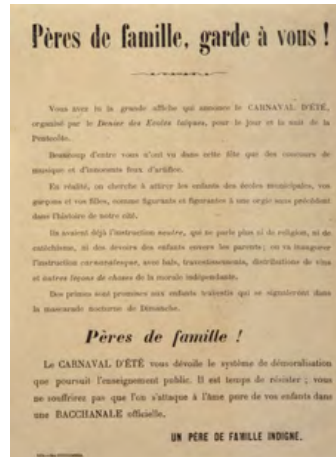 Pères de famille, garde à vous !
Vous avez lu la grande affiche qui annonce le CARNAVAL D'ÉTÉ,
organisé par le Denier des Ecoles laïques, pour le jour et la nuit de la
Pentecôte.
Beaucoup d'entre vous n'ont vu dans cette fête que des concours de
musique et d'innocents feux d'artifice.
En réalité, on cherche à attirer les enfants des écoles municipales, vos
garçons et vos filles, comme figurants et figurantes à une orgie sans précédent
dans l'histoire de notre cité.
Ils avaient déjà l'instruction neutre, qui ne parle plus ni de religion, ni de
catéchisme, ni des devoirs des enfants envers les parents ; on va inaugurer
l'instruction carnavalesque, avec bals, travestissements, distributions de vins
et autres leçons de choses de la morale indépendante.
Des primes sont promises aux enfants travestis qui se signaleront dans
la mascarade nocturne de Dimanche.
Pères de famille !
Le CARNAVAL D'ÉTÉ vous dévoile le système de démoralisation
que poursuit l'enseignement public. Il est temps de résister ; vous
ne souffrirez pas que l'on s'attaque à l'âme pure de vos enfants dans
une BACCHANALE officielle.
UN PÈRE DE FAMILLE INDIGNÉ.